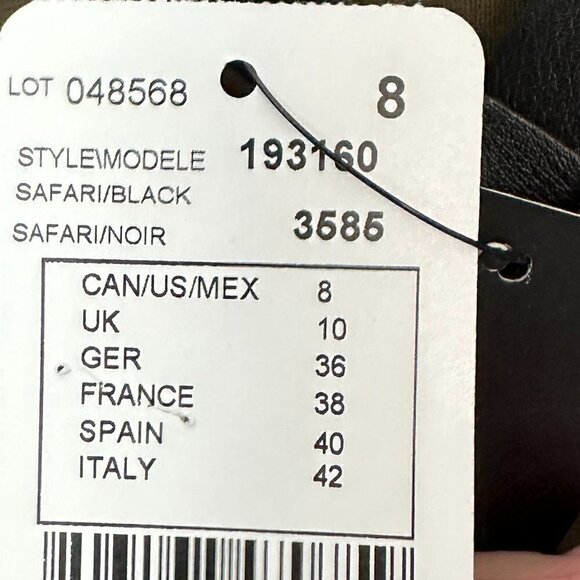 LOT 048568 8
STYLE\MODELE 193160
SAFARI/BLACK
SAFARI/NOIR 3585
CAN/US/MEX 8
UK 10
GER 36
FRANCE 38
SPAIN 40
ITALY 42